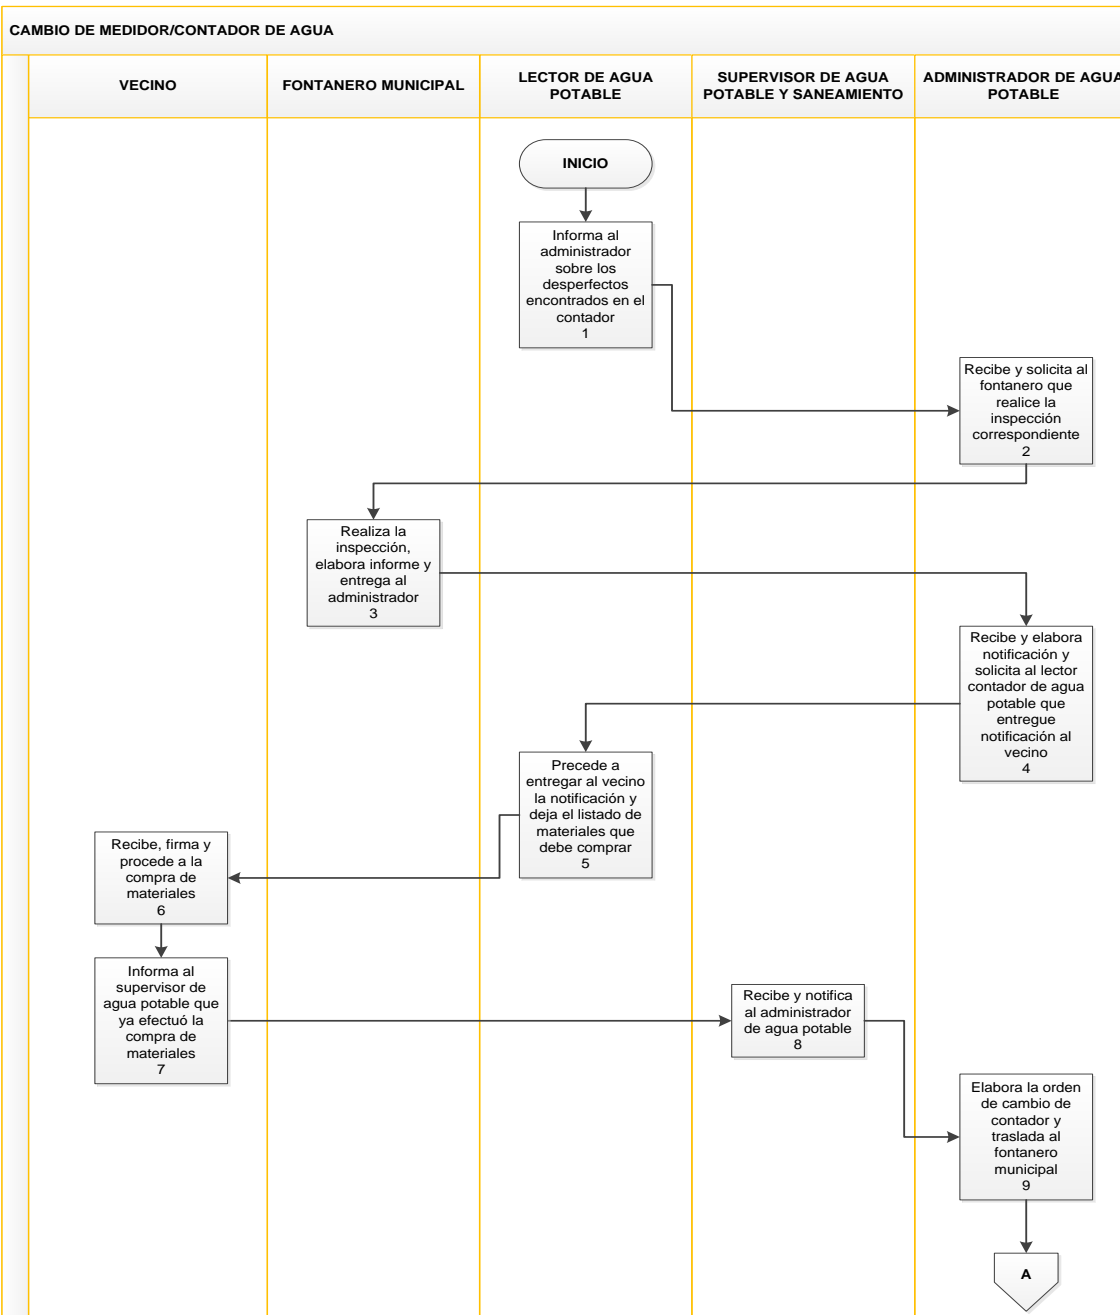 CAMBIO DE MEDIDOR/CONTADOR DE AGUA
VECINO
FONTANERO MUNICIPAL
LECTOR DE AGUA
POTABLE
SUPERVISOR DE AGUA
POTABLE Y SANEAMIENTO
ADMINISTRADOR DE AGUA
POTABLE
INICIO
Informa al
administrador
sobre los
desperfectos
encontrados en el
contador
1
Recibe y solicita al
fontanero que
realice la
inspección
correspondiente
2
Realiza la
inspección,
elabora informe y
entrega al
administrador
3
Recibe y elabora
notificación y
solicita al lector
contador de agua
potable que
entregue
notificación al
vecino
4
Precede a
entregar al vecino
la notificación y
deja el listado de
materiales que
debe comprar
5
Recibe, firma y
procede a la
compra de
materiales
6
Informa al
supervisor de
agua potable que
ya efectuó la
compra de
materiales
7
Recibe y notifica
al administrador
de agua potable
8
Elabora la orden
de cambio de
contador y
traslada al
fontanero
municipal
9
A